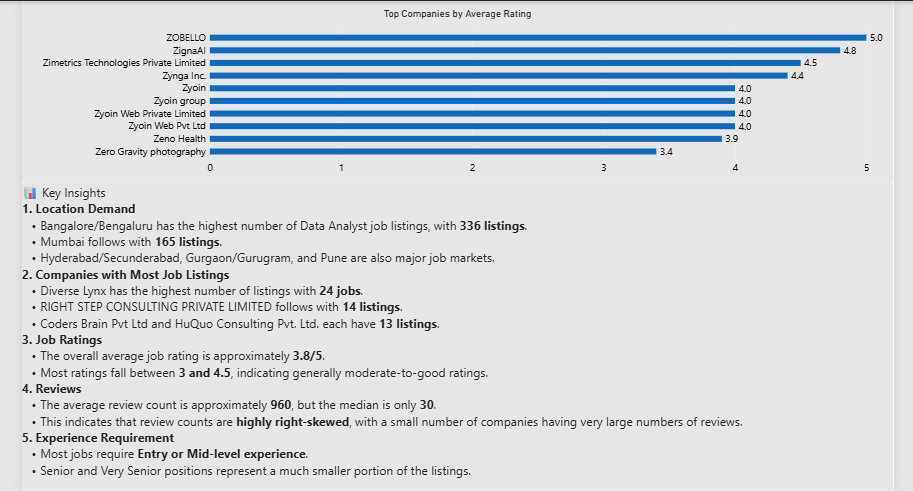 Top Companies by Average Rating
ZOBELLO 5.0
ZignaAI 4.8
Zimetrics Technologies Private Limited 4.5
Zynga Inc. 4.4
Zyoin 4.0
Zyoin group 4.0
Zyoin Web Private Limited 4.0
Zyoin Web Pvt Ltd 4.0
Zeno Health 3.9
Zero Gravity photography 3.4
0 1 2 3 4 5
📊 Key Insights
1. Location Demand
• Bangalore/Bengaluru has the highest number of Data Analyst job listings, with 336 listings.
• Mumbai follows with 165 listings.
• Hyderabad/Secunderabad, Gurgaon/Gurugram, and Pune are also major job markets.
2. Companies with Most Job Listings
• Diverse Lynx has the highest number of listings with 24 jobs.
• RIGHT STEP CONSULTING PRIVATE LIMITED follows with 14 listings.
• Coders Brain Pvt Ltd and HuQuo Consulting Pvt. Ltd. each have 13 listings.
3. Job Ratings
• The overall average job rating is approximately 3.8/5.
• Most ratings fall between 3 and 4.5, indicating generally moderate-to-good ratings.
4. Reviews
• The average review count is approximately 960, but the median is only 30.
• This indicates that review counts are highly right-skewed, with a small number of companies having very large numbers of reviews.
5. Experience Requirement
• Most jobs require Entry or Mid-level experience.
• Senior and Very Senior positions represent a much smaller portion of the listings.